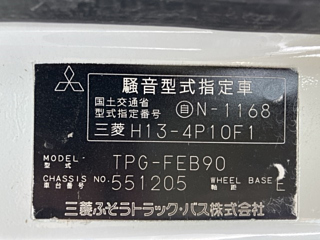 騒音型式指定車
国土交通省
型式指定番号 自N-1168
三菱 H13-4P10F1
MODEL 型式 TPG-FEB90
CHASSIS NO. 車台番号 551205 WHEEL BASE 軸距 E
三菱ふそうトラック・バス株式会社